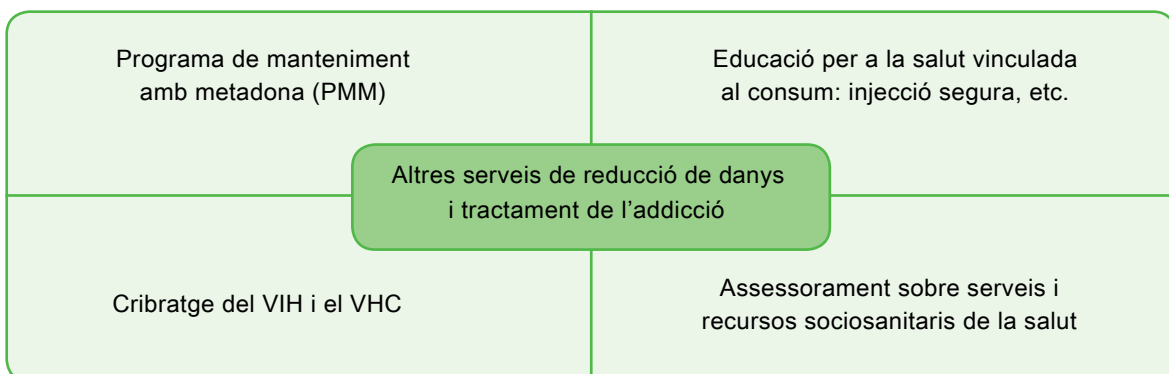 Programa de manteniment
amb metadona (PMM)
Educació per a la salut vinculada
al consum: injecció segura, etc.
Altres serveis de reducció de danys
i tractament de l’addicció
Cribratge del VIH i el VHC
Assessorament sobre serveis i
recursos sociosanitaris de la salut